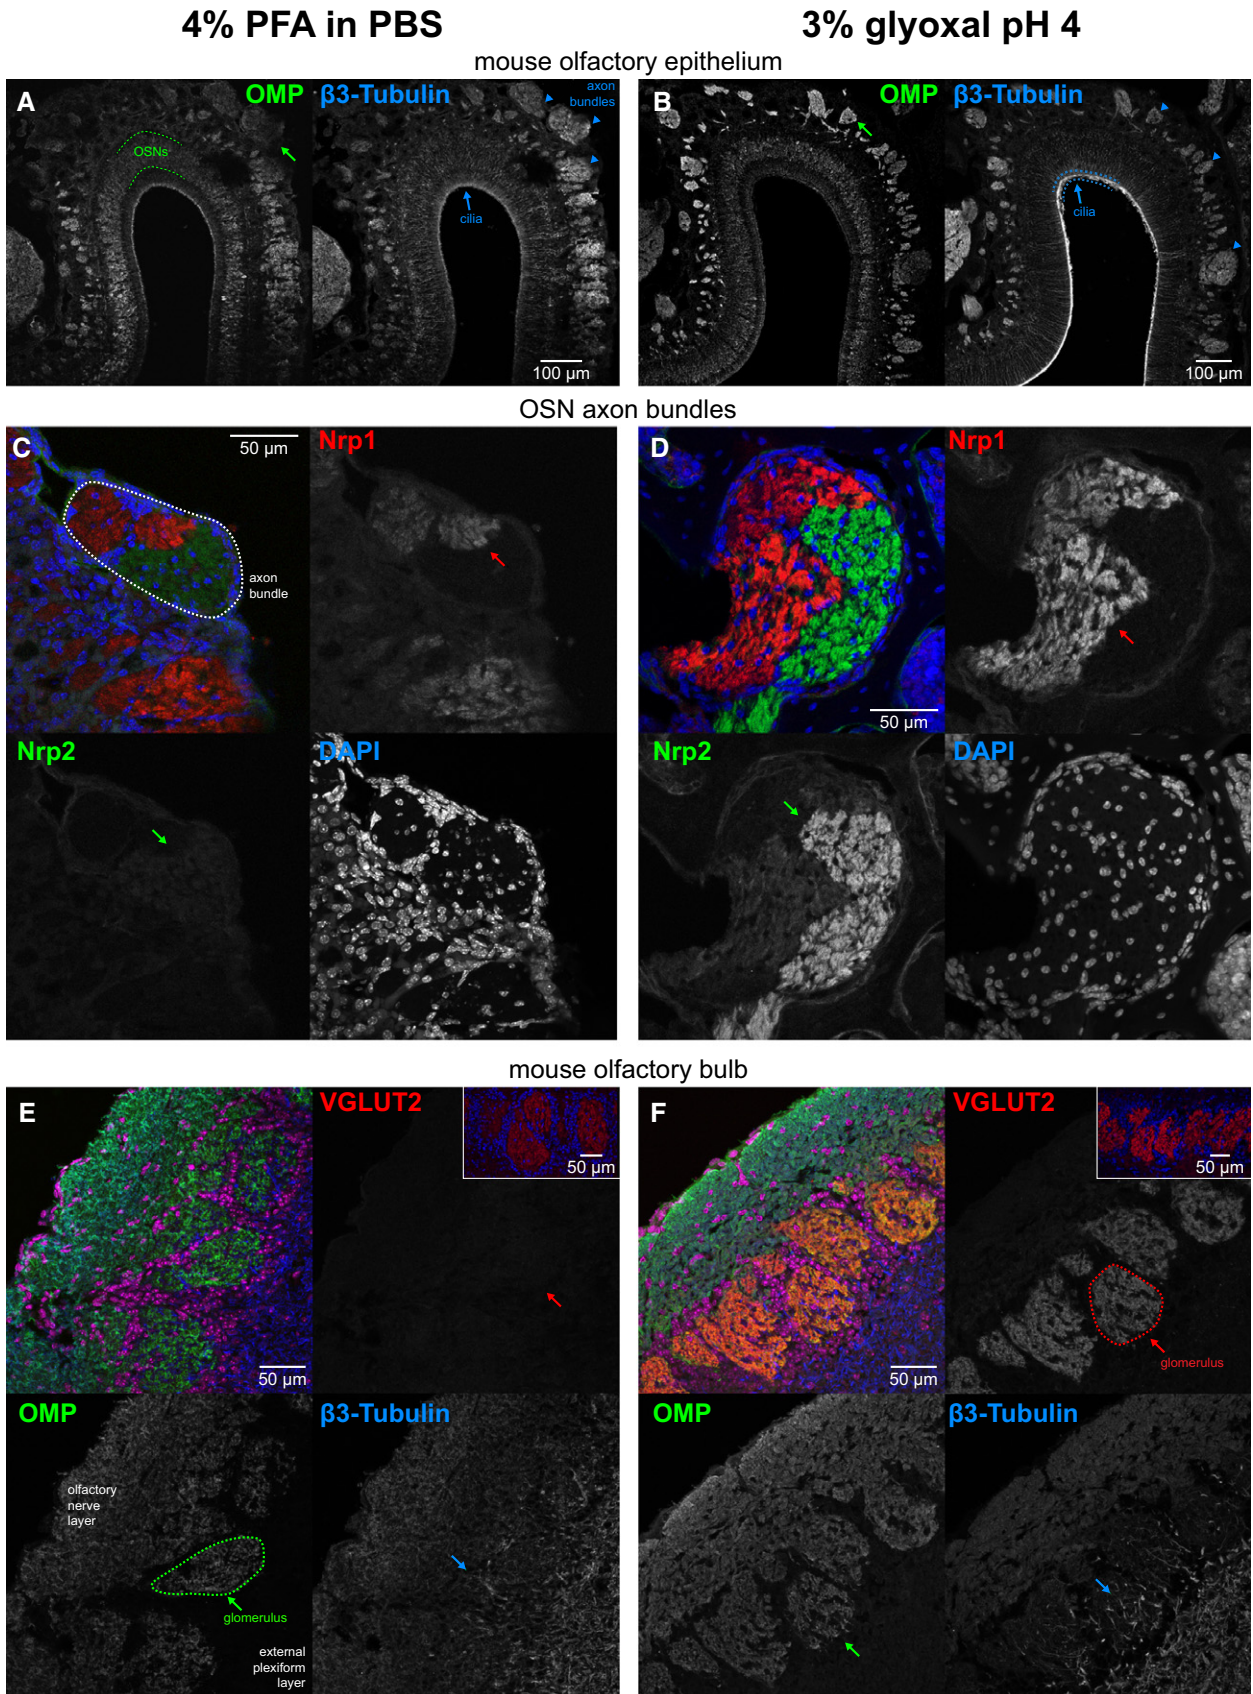 4% PFA in PBS
3% glyoxal pH 4
mouse olfactory epithelium
A
OMP
OSNs
β3-Tubulin
axon
bundles
cilia
100 µm
B
OMP
β3-Tubulin
cilia
100 µm
OSN axon bundles
C
50 µm
axon
bundle
Nrp1
Nrp2
DAPI
D
50 µm
Nrp1
Nrp2
DAPI
mouse olfactory bulb
E
50 µm
VGLUT2
50 µm
OMP
olfactory
nerve
layer
glomerulus
external
plexiform
layer
β3-Tubulin
F
50 µm
VGLUT2
50 µm
glomerulus
OMP
β3-Tubulin